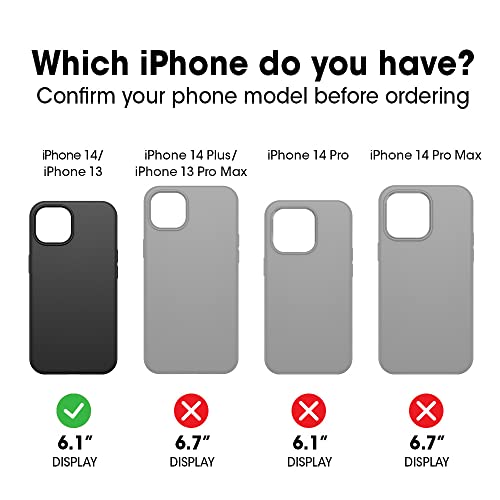 Which iPhone do you have?
Confirm your phone model before ordering
iPhone 14/
iPhone 13
iPhone 14 Plus/
iPhone 13 Pro Max
iPhone 14 Pro
iPhone 14 Pro Max
6.1”
DISPLAY
6.7”
DISPLAY
6.1”
DISPLAY
6.7”
DISPLAY